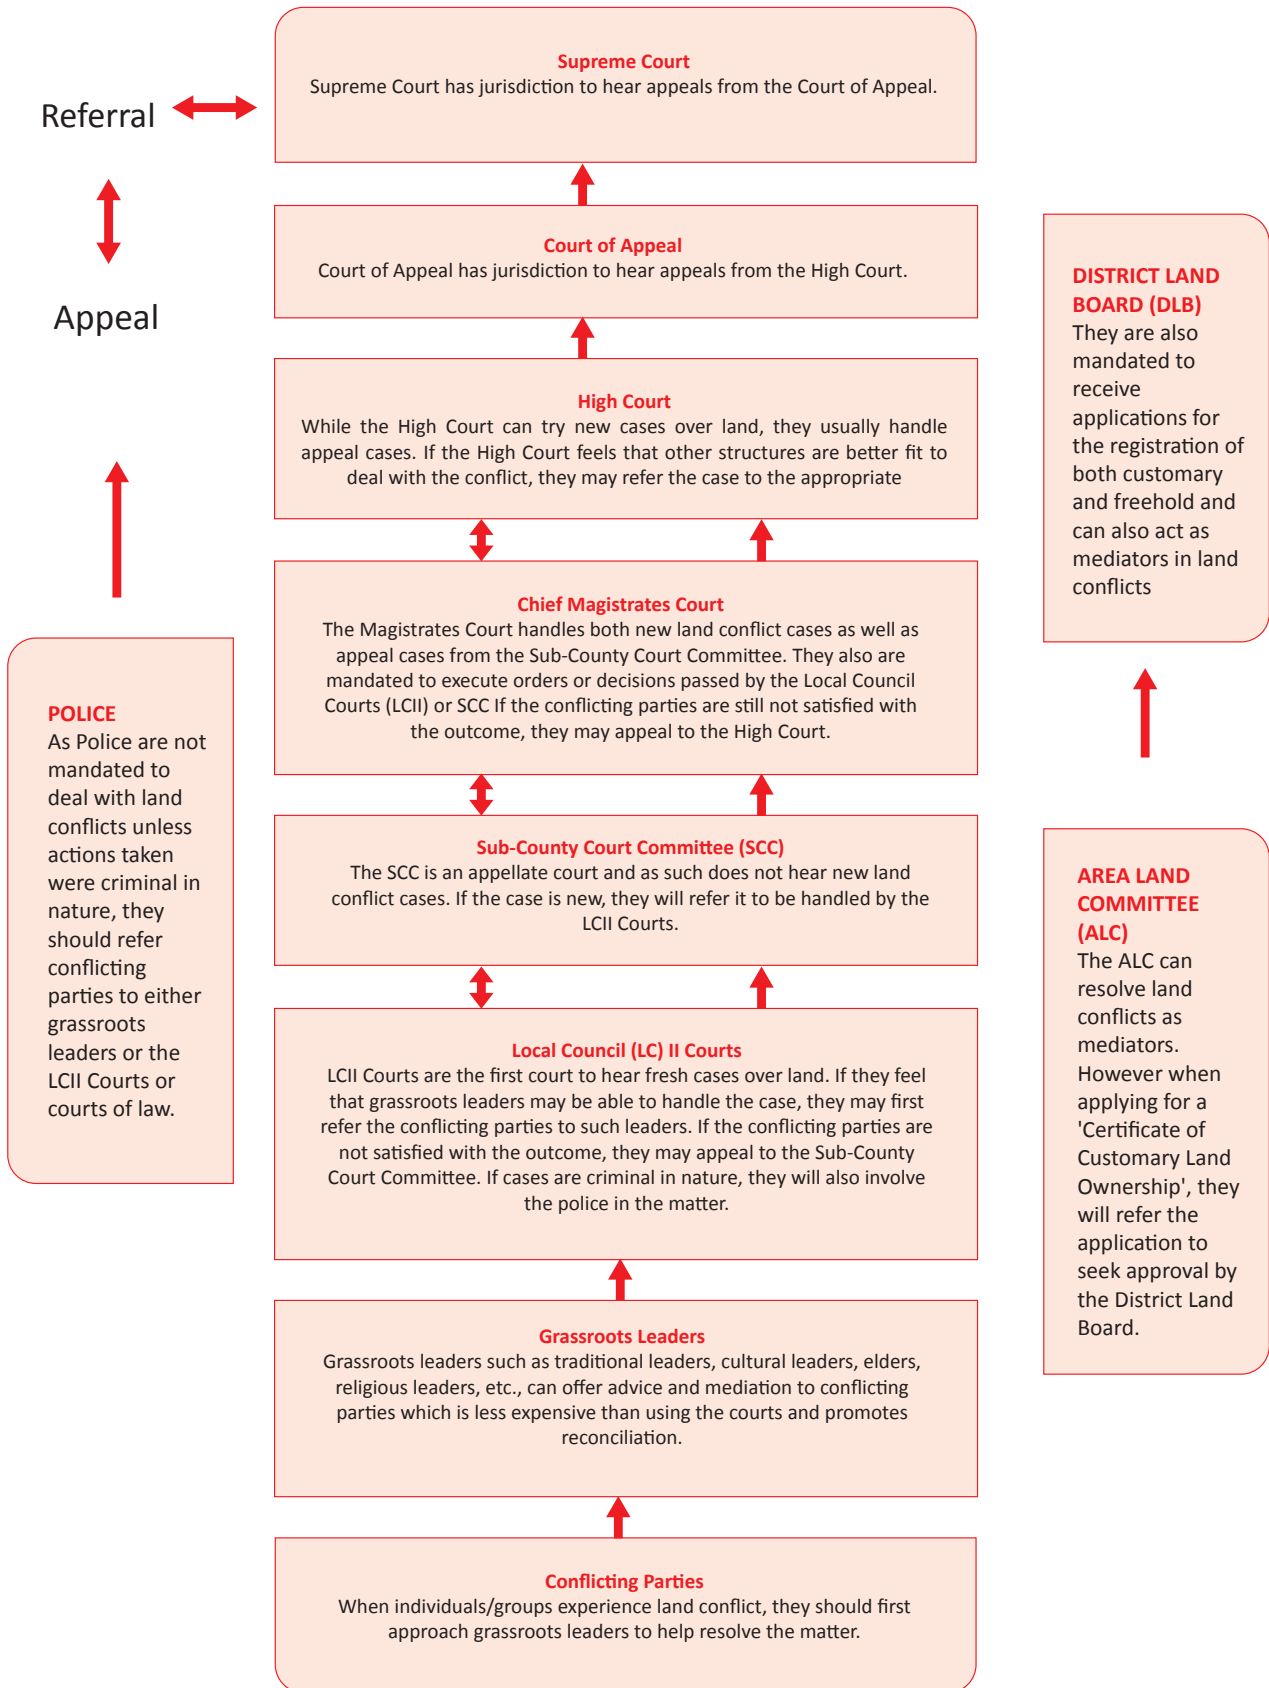 Supreme Court
Supreme Court has jurisdiction to hear appeals from the Court of Appeal.
Referral
Court of Appeal
Court of Appeal has jurisdiction to hear appeals from the High Court.
Appeal
High Court
While the High Court can try new cases over land, they usually handle
appeal cases. If the High Court feels that other structures are better fit to
deal with the conflict, they may refer the case to the appropriate
Chief Magistrates Court
The Magistrates Court handles both new land conflict cases as well as
appeal cases from the Sub-County Court Committee. They also are
mandated to execute orders or decisions passed by the Local Council
Courts (LCII) or SCC If the conflicting parties are still not satisfied with
the outcome, they may appeal to the High Court.
Sub-County Court Committee (SCC)
The SCC is an appellate court and as such does not hear new land
conflict cases. If the case is new, they will refer it to be handled by the
LCII Courts.
Local Council (LC) II Courts
LCII Courts are the first court to hear fresh cases over land. If they feel
that grassroots leaders may be able to handle the case, they may first
refer the conflicting parties to such leaders. If the conflicting parties are
not satisfied with the outcome, they may appeal to the Sub-County
Court Committee. If cases are criminal in nature, they will also involve
the police in the matter.
Grassroots Leaders
Grassroots leaders such as traditional leaders, cultural leaders, elders,
religious leaders, etc., can offer advice and mediation to conflicting
parties which is less expensive than using the courts and promotes
reconciliation.
Conflicting Parties
When individuals/groups experience land conflict, they should first
approach grassroots leaders to help resolve the matter.
POLICE
As Police are not
mandated to
deal with land
conflicts unless
actions taken
were criminal in
nature, they
should refer
conflicting
parties to either
grassroots
leaders or the
LCII Courts or
courts of law.
DISTRICT LAND
BOARD (DLB)
They are also
mandated to
receive
applications for
the registration of
both customary
and freehold and
can also act as
mediators in land
conflicts
AREA LAND
COMMITTEE
(ALC)
The ALC can
resolve land
conflicts as
mediators.
However when
applying for a
'Certificate of
Customary Land
Ownership', they
will refer the
application to
seek approval by
the District Land
Board.